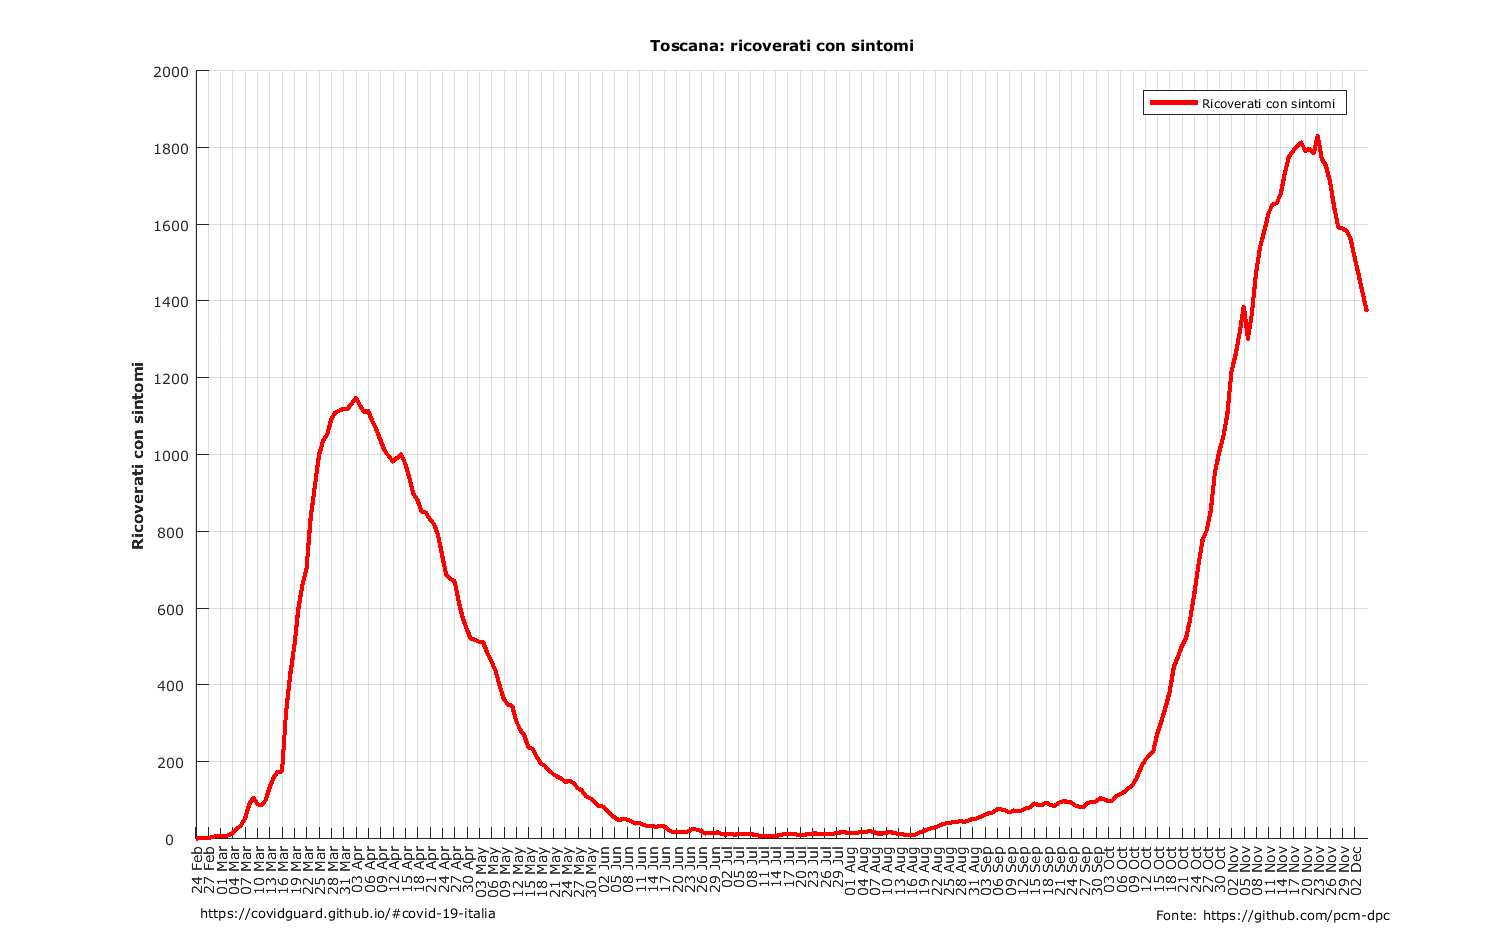 Toscana: ricoverati con sintomi
Ricoverati con sintomi
Ricoverati con sintomi
2000
1800
1600
1400
1200
1000
800
600
400
200
0
24 Feb
27 Feb
01 Mar
04 Mar
07 Mar
10 Mar
13 Mar
16 Mar
19 Mar
22 Mar
25 Mar
28 Mar
31 Mar
03 Apr
06 Apr
09 Apr
12 Apr
15 Apr
18 Apr
21 Apr
24 Apr
27 Apr
30 Apr
03 May
06 May
09 May
12 May
15 May
18 May
21 May
24 May
27 May
30 May
02 Jun
05 Jun
08 Jun
11 Jun
14 Jun
17 Jun
20 Jun
23 Jun
26 Jun
29 Jun
02 Jul
05 Jul
08 Jul
11 Jul
14 Jul
17 Jul
20 Jul
23 Jul
26 Jul
29 Jul
01 Aug
04 Aug
07 Aug
10 Aug
13 Aug
16 Aug
19 Aug
22 Aug
25 Aug
28 Aug
31 Aug
03 Sep
06 Sep
09 Sep
12 Sep
15 Sep
18 Sep
21 Sep
24 Sep
27 Sep
30 Sep
03 Oct
06 Oct
09 Oct
12 Oct
15 Oct
18 Oct
21 Oct
24 Oct
27 Oct
30 Oct
02 Nov
05 Nov
08 Nov
11 Nov
14 Nov
17 Nov
20 Nov
23 Nov
26 Nov
29 Nov
02 Dec
https://covidguard.github.io/#covid-19-italia
Fonte: https://github.com/pcm-dpc